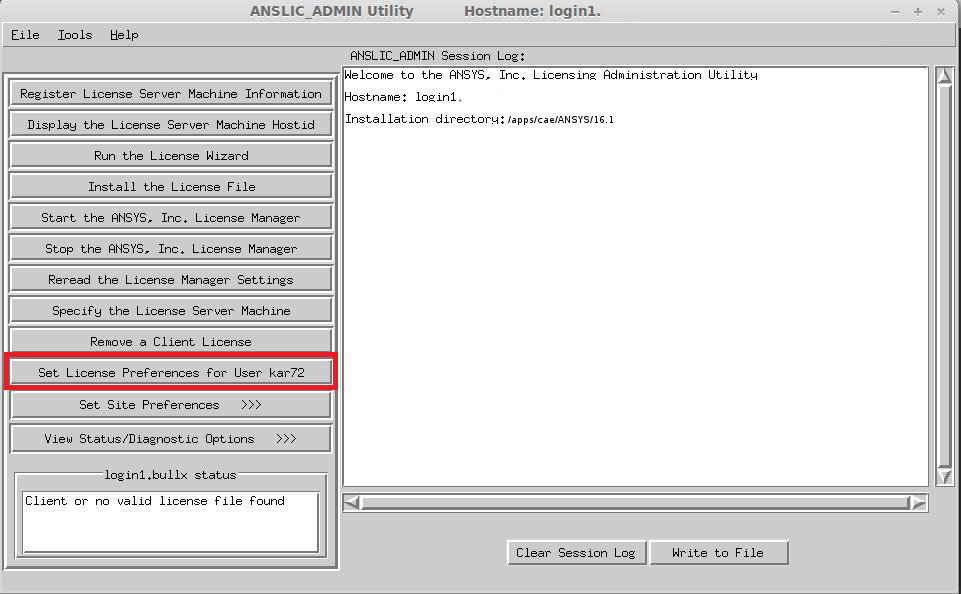 ANSLIC_ADMIN Utility Hostname: login1.
File Tools Help
ANSLIC_ADMIN Session Log:
Welcome to the ANSYS, Inc. Licensing Administration Utility
Hostname: login1.
Installation directory: /apps/cae/ANSYS/16.1
Register License Server Machine Information
Display the License Server Machine Hostid
Run the License Wizard
Install the License File
Start the ANSYS, Inc. License Manager
Stop the ANSYS, Inc. License Manager
Reread the License Manager Settings
Specify the License Server Machine
Remove a Client License
Set License Preferences for User kar72
Set Site Preferences >>>
View Status/Diagnostic Options >>>
login1.bullx status
Client or no valid license file found
Clear Session Log Write to File